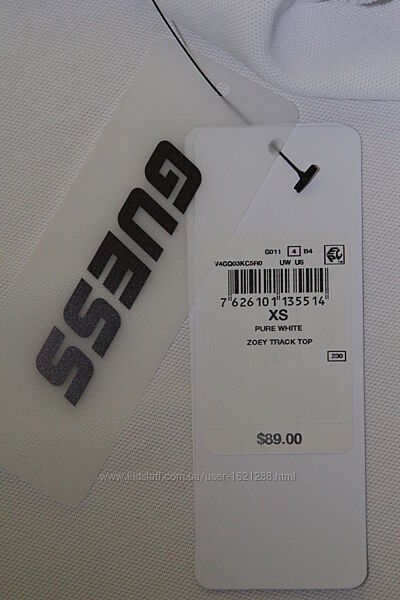 GUESS
G011 4 B4
V4GQ03KC5R0 UW US
7 626101 135514
XS
PURE WHITE
ZOEY TRACK TOP
230
$89.00
www.kidstaff.com.ua/user-1621288.html